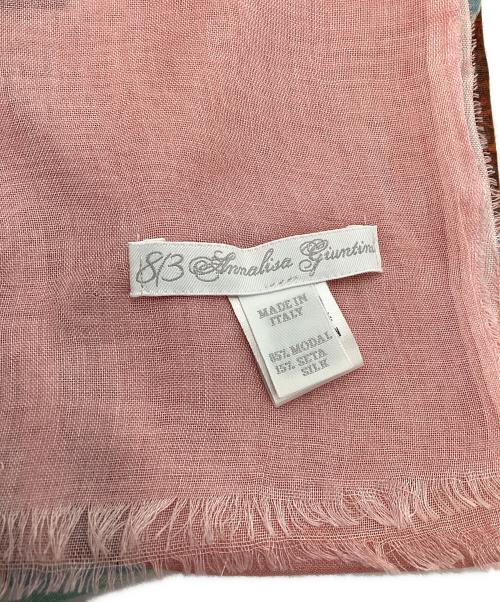 813 Annalisa Giuntini
MADE IN
ITALY
85% MODAL
15% SETA
SILK